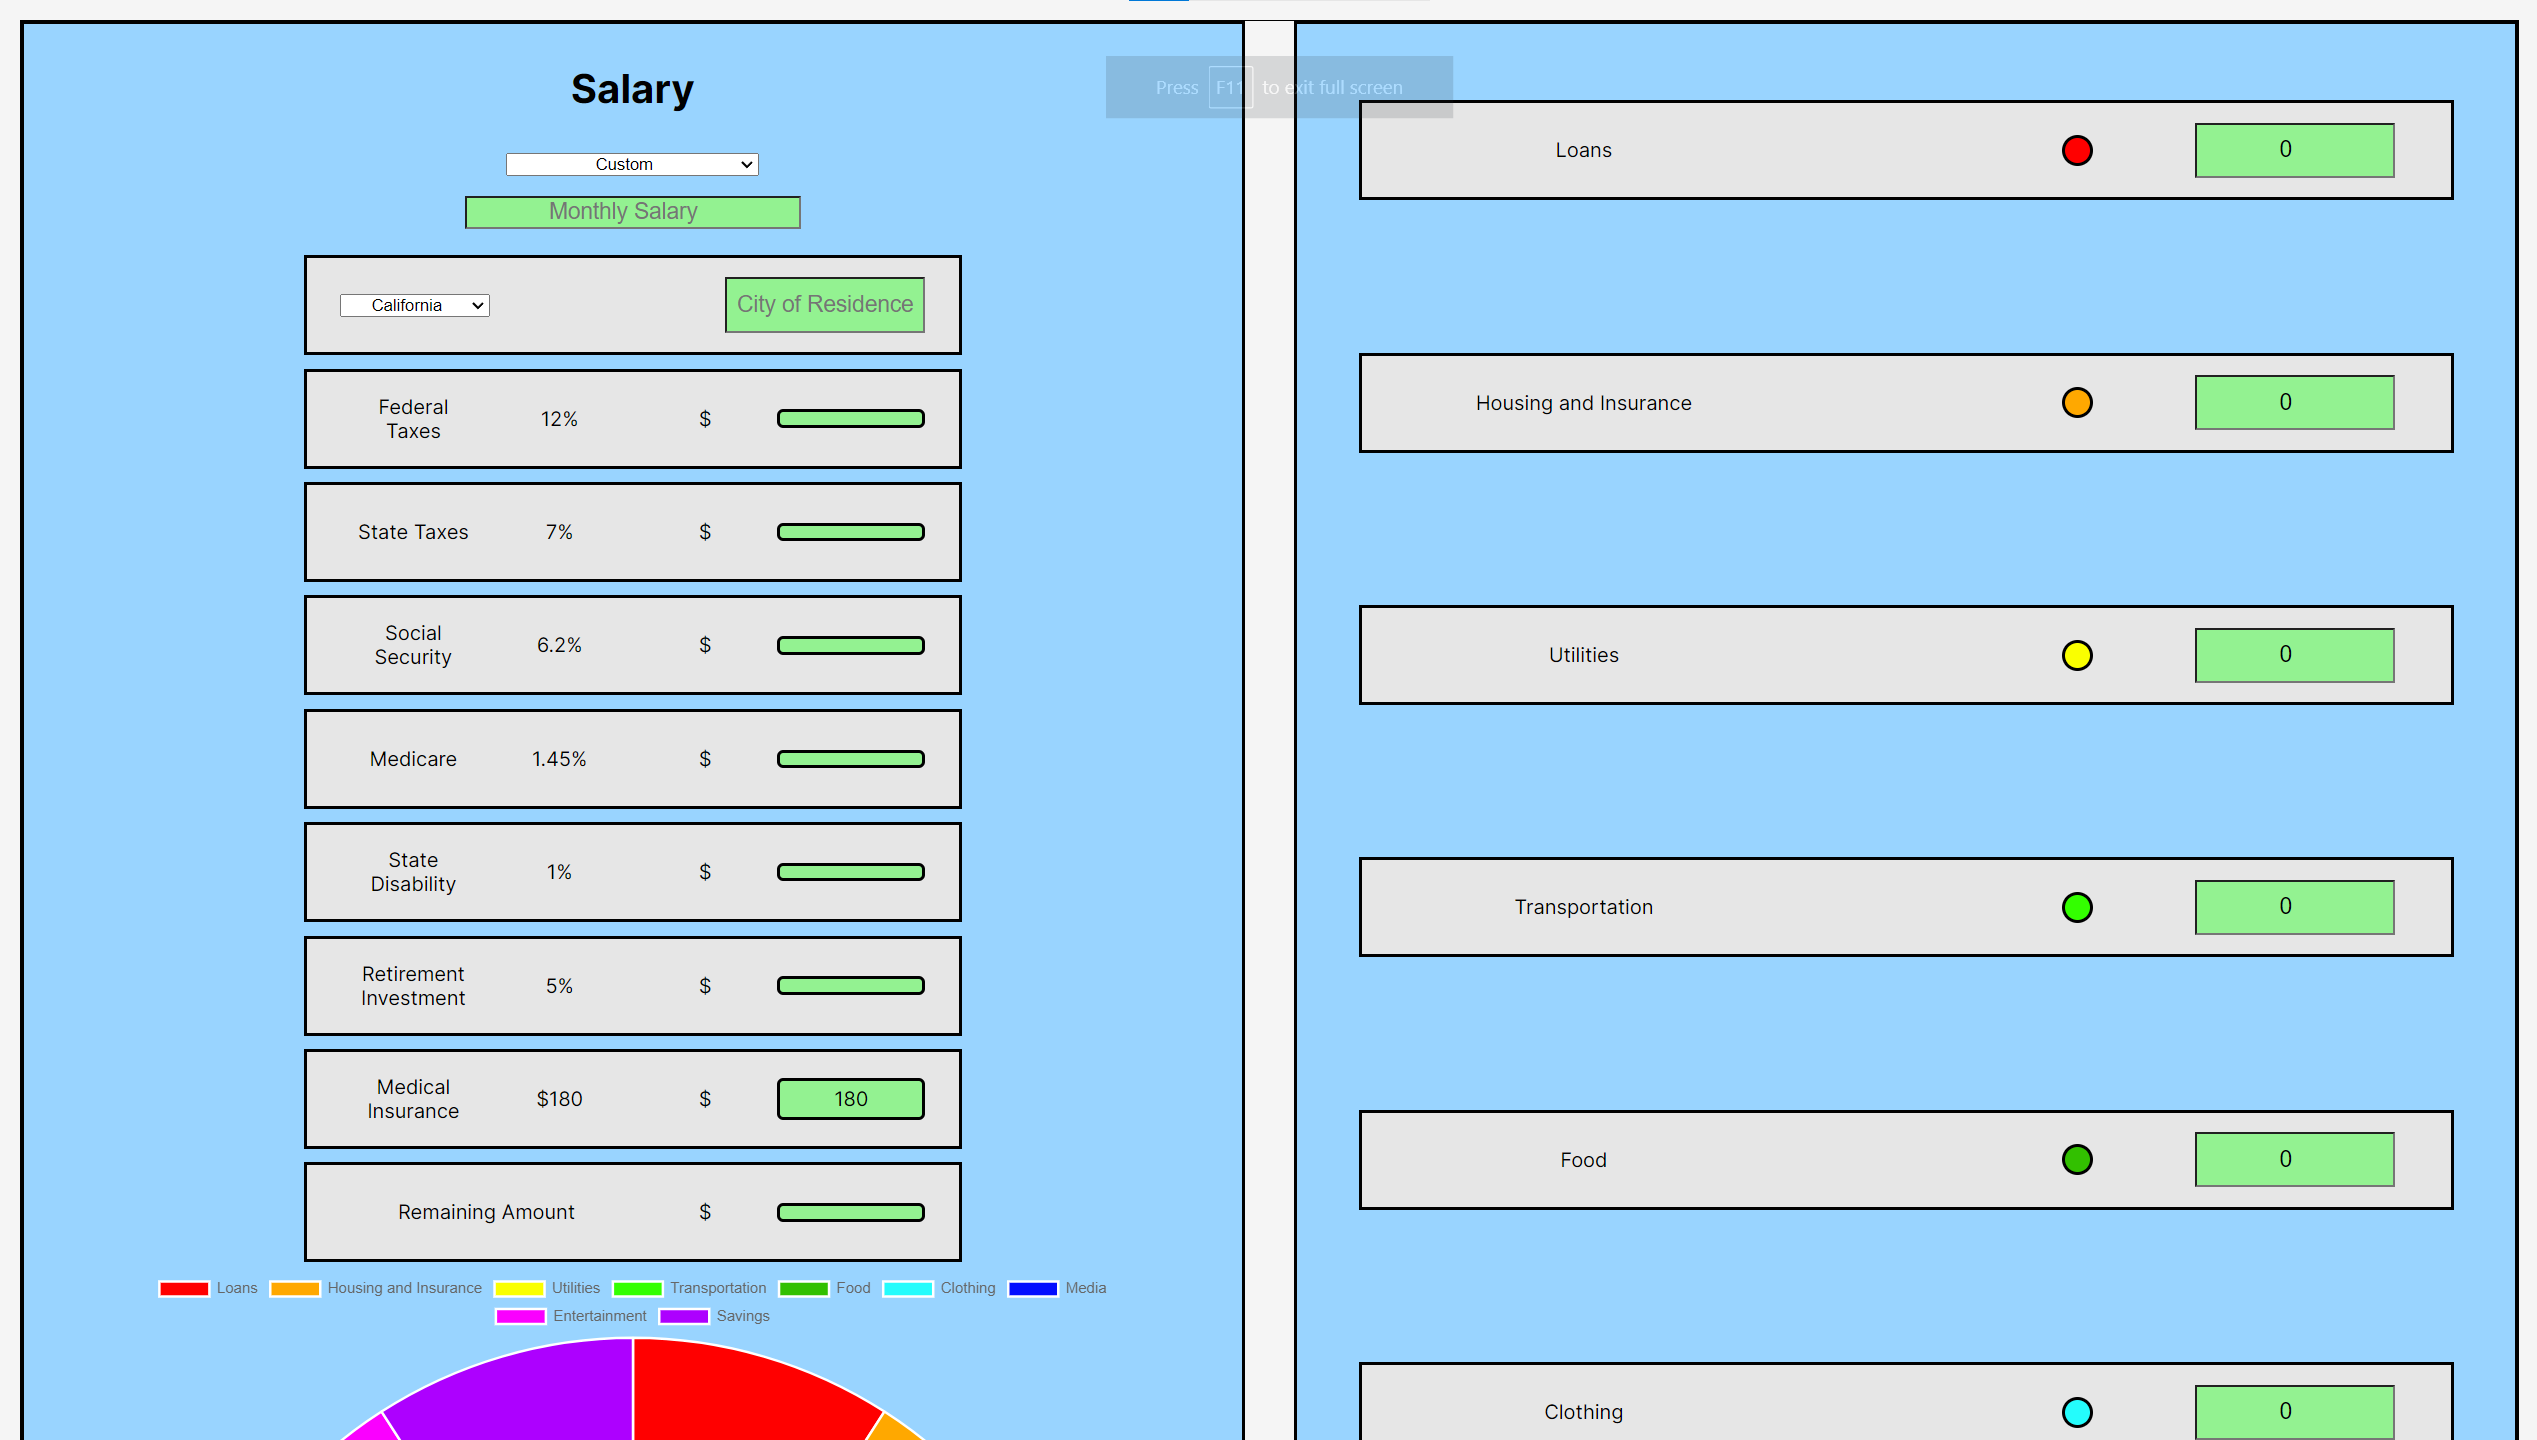 Salary
Custom
Monthly Salary
California
City of Residence
Federal
Taxes
12%
$
State Taxes
7%
$
Social
Security
6.2%
$
Medicare
1.45%
$
State
Disability
1%
$
Retirement
Investment
5%
$
Medical
Insurance
$180
$
180
Remaining Amount
$
Loans Housing and Insurance Utilities Transportation Food Clothing Media
Entertainment Savings
Press F11 to exit full screen
Loans
0
Housing and Insurance
0
Utilities
0
Transportation
0
Food
0
Clothing
0